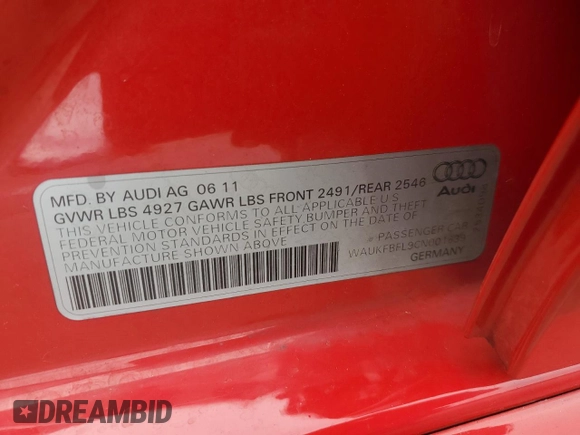 MFD. BY AUDI AG 06 11
GVWR LBS 4927 GAWR LBS FRONT 2491/REAR 2546
THIS VEHICLE CONFORMS TO ALL APPLICABLE U.S.
FEDERAL MOTOR VEHICLE SAFETY, BUMPER AND THEFT
PREVENTION STANDARDS IN EFFECT ON THE DATE OF
MANUFACTURE SHOWN ABOVE
Audi
# PASSENGER CAR
GERMANY
DREAMBID